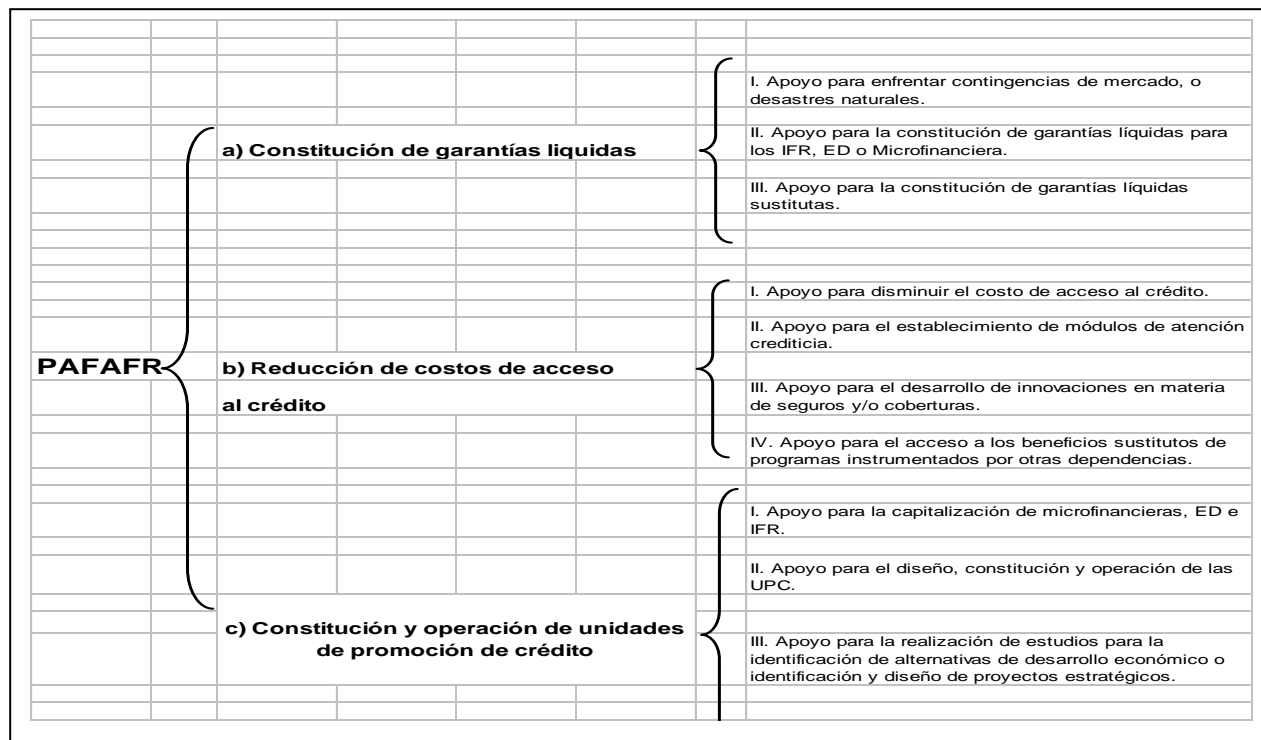 I. Apoyo para enfrentar contingencias de mercado, o
desastres naturales.
a) Constitución de garantías liquidas
II. Apoyo para la constitución de garantías líquidas para
los IFR, ED o Microfinanciera.
III. Apoyo para la constitución de garantías líquidas
sustitutas.
I. Apoyo para disminuir el costo de acceso al crédito.
II. Apoyo para el establecimiento de módulos de atención
crediticia.
PAFAFR
b) Reducción de costos de acceso
al crédito
III. Apoyo para el desarrollo de innovaciones en materia
de seguros y/o coberturas.
IV. Apoyo para el acceso a los beneficios sustitutos de
programas instrumentados por otras dependencias.
I. Apoyo para la capitalización de microfinancieras, ED e
IFR.
II. Apoyo para el diseño, constitución y operación de las
UPC.
c) Constitución y operación de unidades
de promoción de crédito
III. Apoyo para la realización de estudios para la
identificación de alternativas de desarrollo económico o
identificación y diseño de proyectos estratégicos.